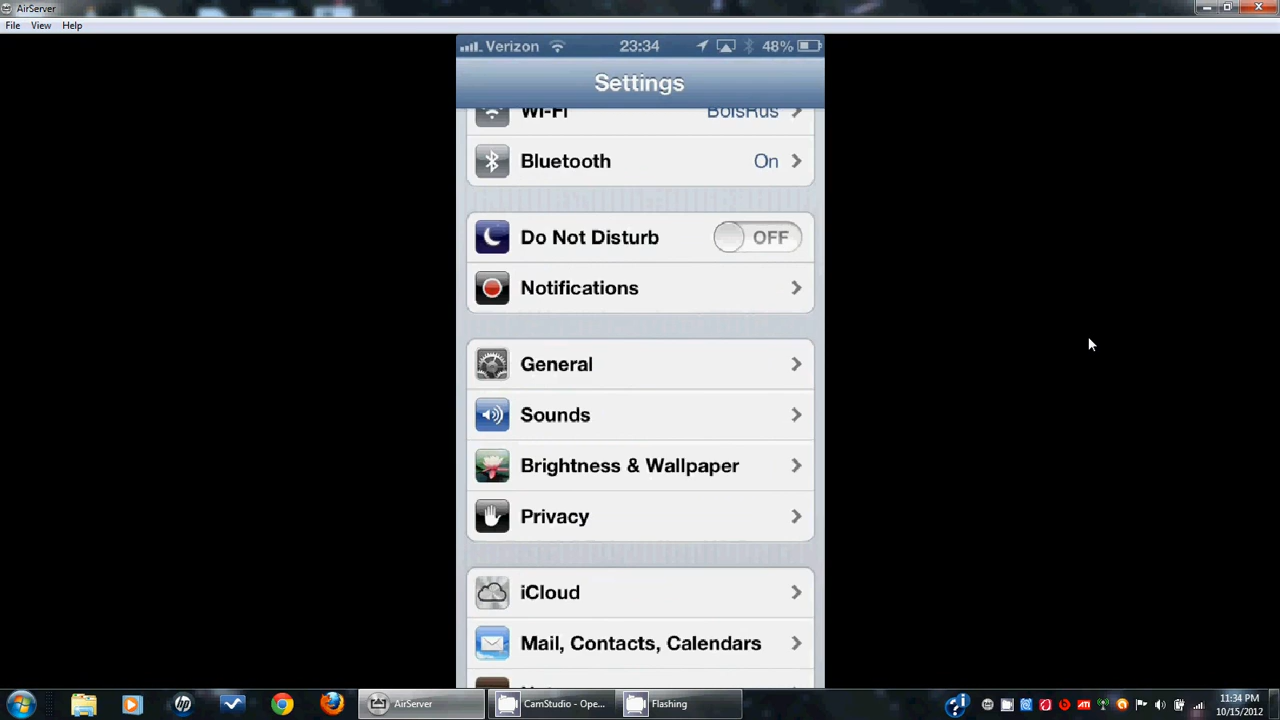 AirServer
File View Help
Verizon 23:34 48%
Settings
Wi-Fi BoisRus
Bluetooth On
Do Not Disturb OFF
Notifications
General
Sounds
Brightness & Wallpaper
Privacy
iCloud
Mail, Contacts, Calendars
AirServer CamStudio - Ope... Flashing 11:34 PM
10/15/2012